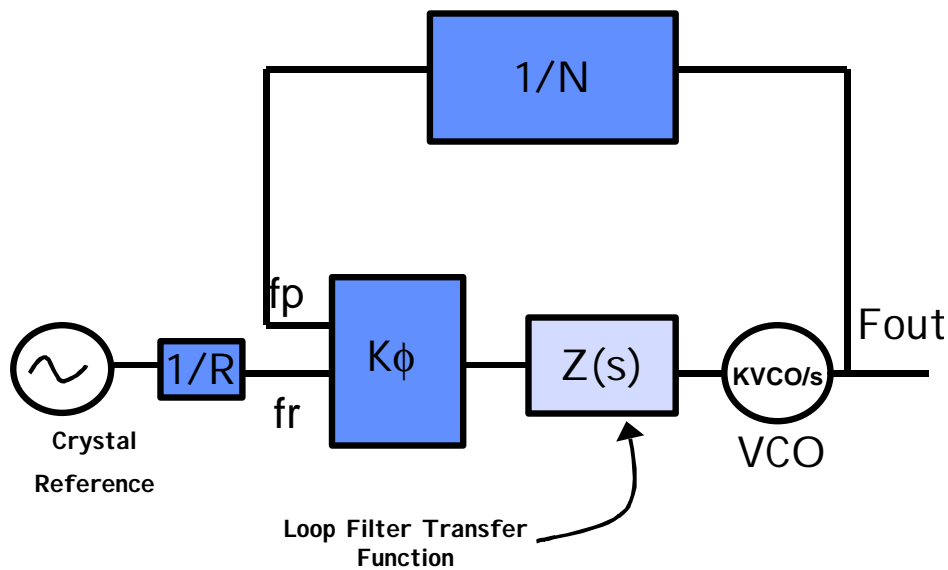 1/N
fp
Fout
1/R
Kϕ
Z(s)
KVCO/s
fr
VCO
Crystal
Reference
Loop Filter Transfer
Function